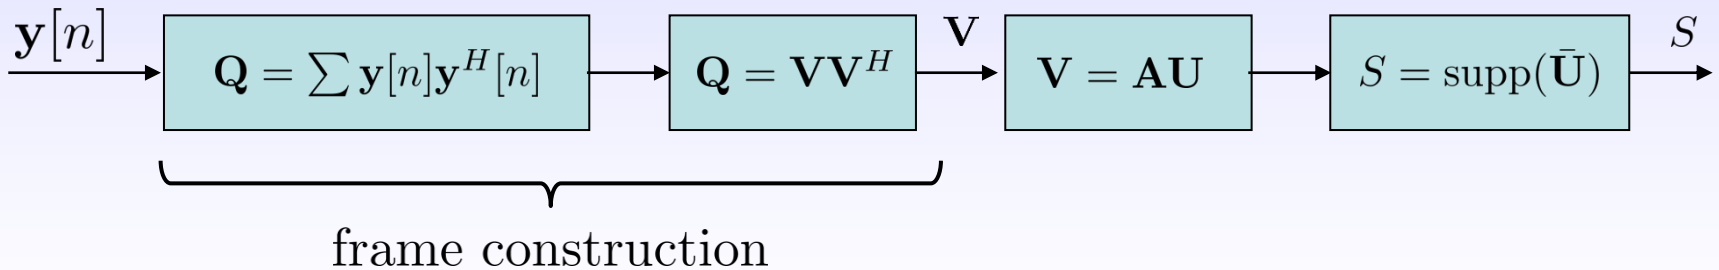 y[n]
Q = ∑ y[n]y^H[n]
Q = VV^H
V
V = AU
S = supp(Ū)
S
frame construction